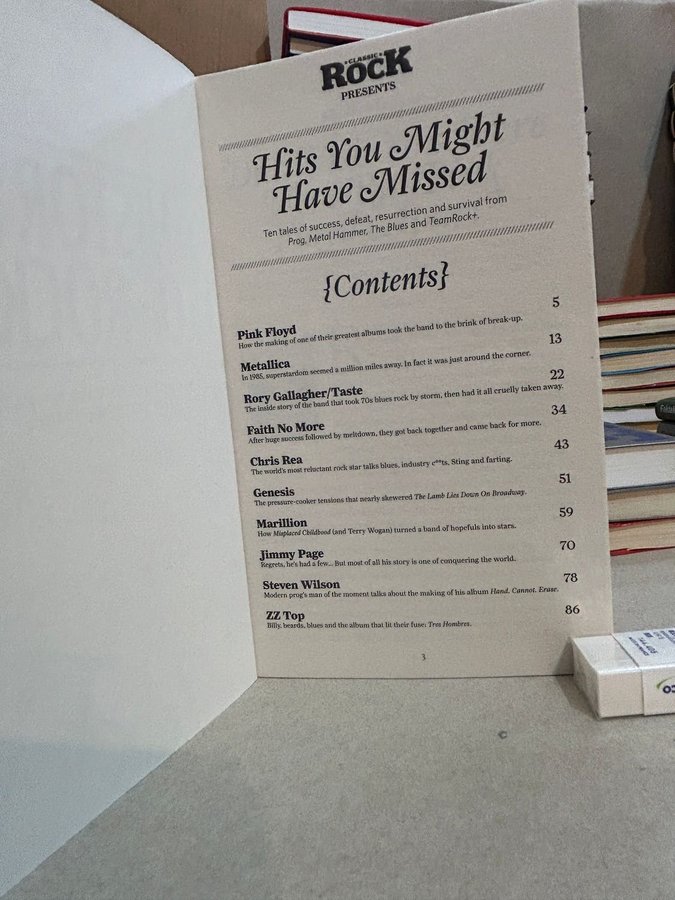 CLASSIC
ROCK
PRESENTS
Hits You Might
Have Missed
Ten tales of success, defeat, resurrection and survival from
Prog, Metal Hammer, The Blues and TeamRock+.
{Contents}
Pink Floyd 5
How the making of one of their greatest albums took the band to the brink of break-up.
Metallica 13
In 1985, superstardom seemed a million miles away. In fact it was just around the corner.
Rory Gallagher/Taste 22
The inside story of the band that took 70s blues rock by storm, then had it all cruelly taken away.
Faith No More 34
After huge success followed by meltdown, they got back together and came back for more.
Chris Rea 43
The world's most reluctant rock star talks blues, industry c**ts, Sting and farting.
Genesis 51
The pressure-cooker tensions that nearly skewered The Lamb Lies Down On Broadway.
Marillion 59
How Misplaced Childhood (and Terry Wogan) turned a band of hopefuls into stars.
Jimmy Page 70
Regrets, he's had a few... But most of all his story is one of conquering the world.
Steven Wilson 78
Modern prog's man of the moment talks about the making of his album Hand. Cannot. Erase.
ZZ Top 86
Billy, beards, blues and the album that lit their fuse: Tres Hombres.
3